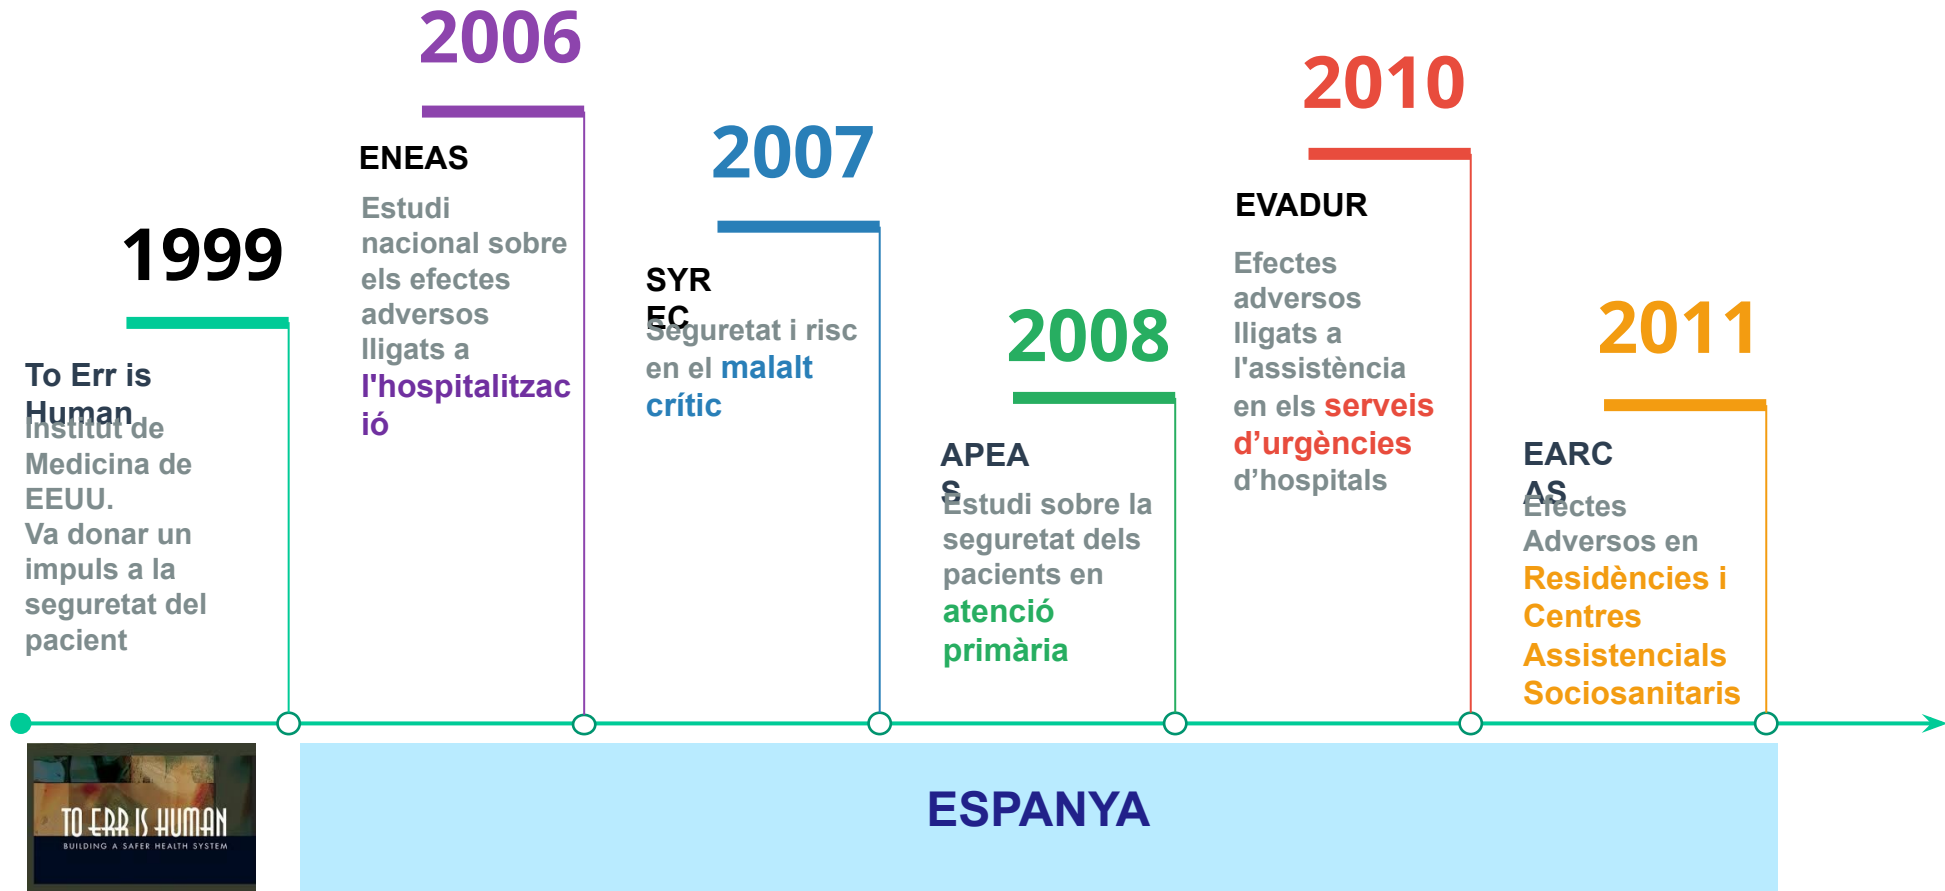 1999
To Err is
Human
Institut de
Medicina de
EEUU.
Va donar un
impuls a la
seguretat del
pacient
2006
ENEAS
Estudi
nacional sobre
els efectes
adversos
lligats a
l'hospitalitzac
ió
2007
SYR
EC
Seguretat i risc
en el malalt
crític
2008
APEA
S
Estudi sobre la
seguretat dels
pacients en
atenció
primària
2010
EVADUR
Efectes
adversos
lligats a
l'assistència
en els serveis
d’urgències
d’hospitals
2011
EARC
AS
Efectes
Adversos en
Residències i
Centres
Assistencials
Sociosanitaris
TO ERR IS HUMAN
BUILDING A SAFER HEALTH SYSTEM
ESPANYA